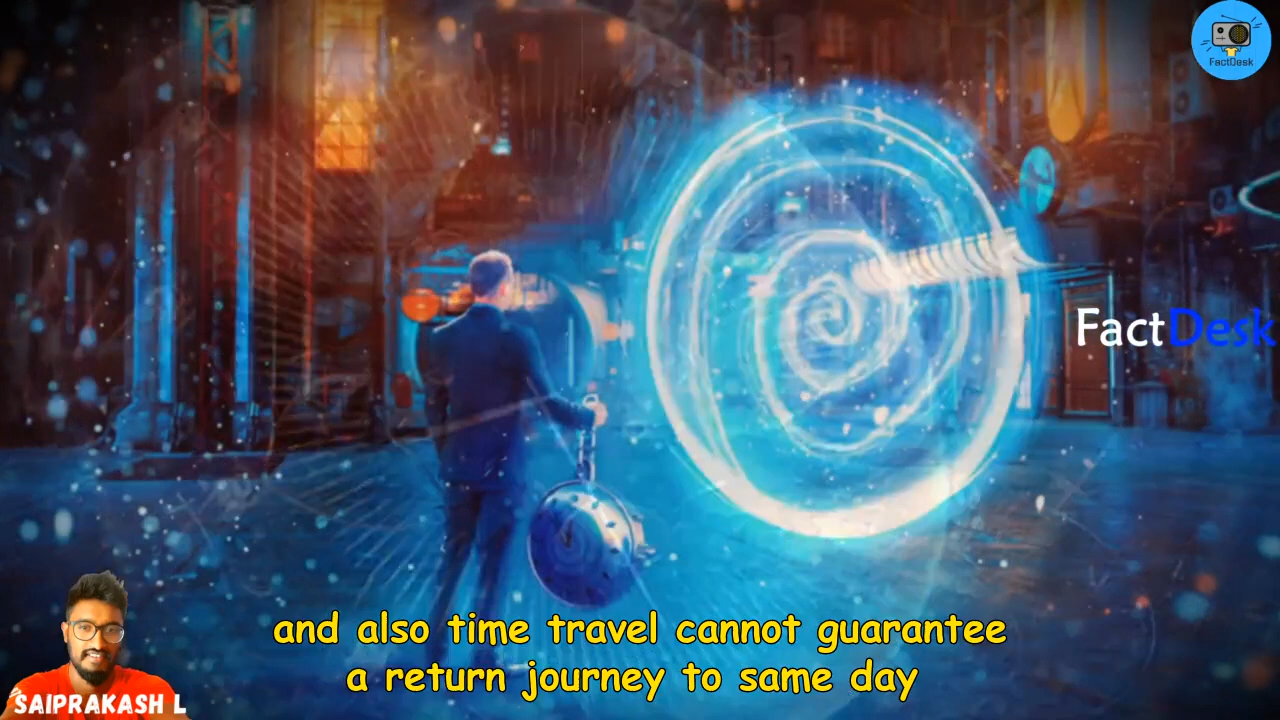 FactDesk
FactDesk
and also time travel cannot guarantee
a return journey to same day
SAIPRAKASH L